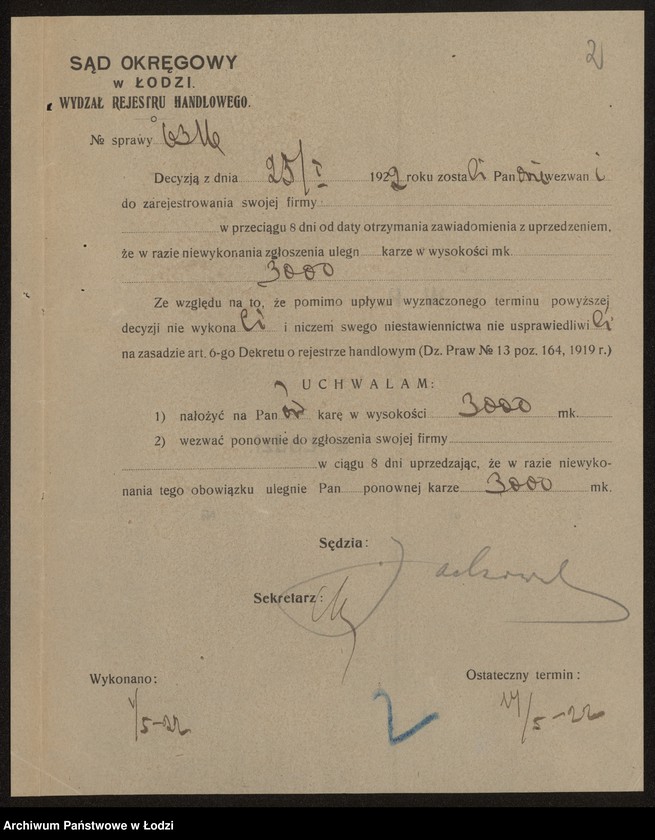 2
SĄD OKRĘGOWY
w ŁODZI.
WYDZIAŁ REJESTRU HANDLOWEGO.
№ sprawy
Decyzją z dnia 25/I 1922 roku zostali Panowie wezwani
do zarejestrowania swojej firmy
w przeciągu 8 dni od daty otrzymania zawiadomienia z uprzedzeniem,
że w razie niewykonania zgłoszenia ulegn karze w wysokości mk.
3000
Ze względu na to, że pomimo upływu wyznaczonego terminu powyższej
decyzji nie wykonali i niczem swego niestawiennictwa nie usprawiedliwili
na zasadzie art. 6-go Dekretu o rejestrze handlowym (Dz. Praw № 13 poz. 164, 1919 r.)
UCHWALAM:
1) nałożyć na Panów karę w wysokości 3000 mk.
2) wezwać ponownie do zgłoszenia swojej firmy
w ciągu 8 dni uprzedzając, że w razie niewyko-
nania tego obowiązku ulegnie Pan ponownej karze 3000 mk.
Sędzia:
Sekretarz:
Wykonano: Ostateczny termin:
/5-22 /5-22
2
Archiwum Państwowe w Łodzi